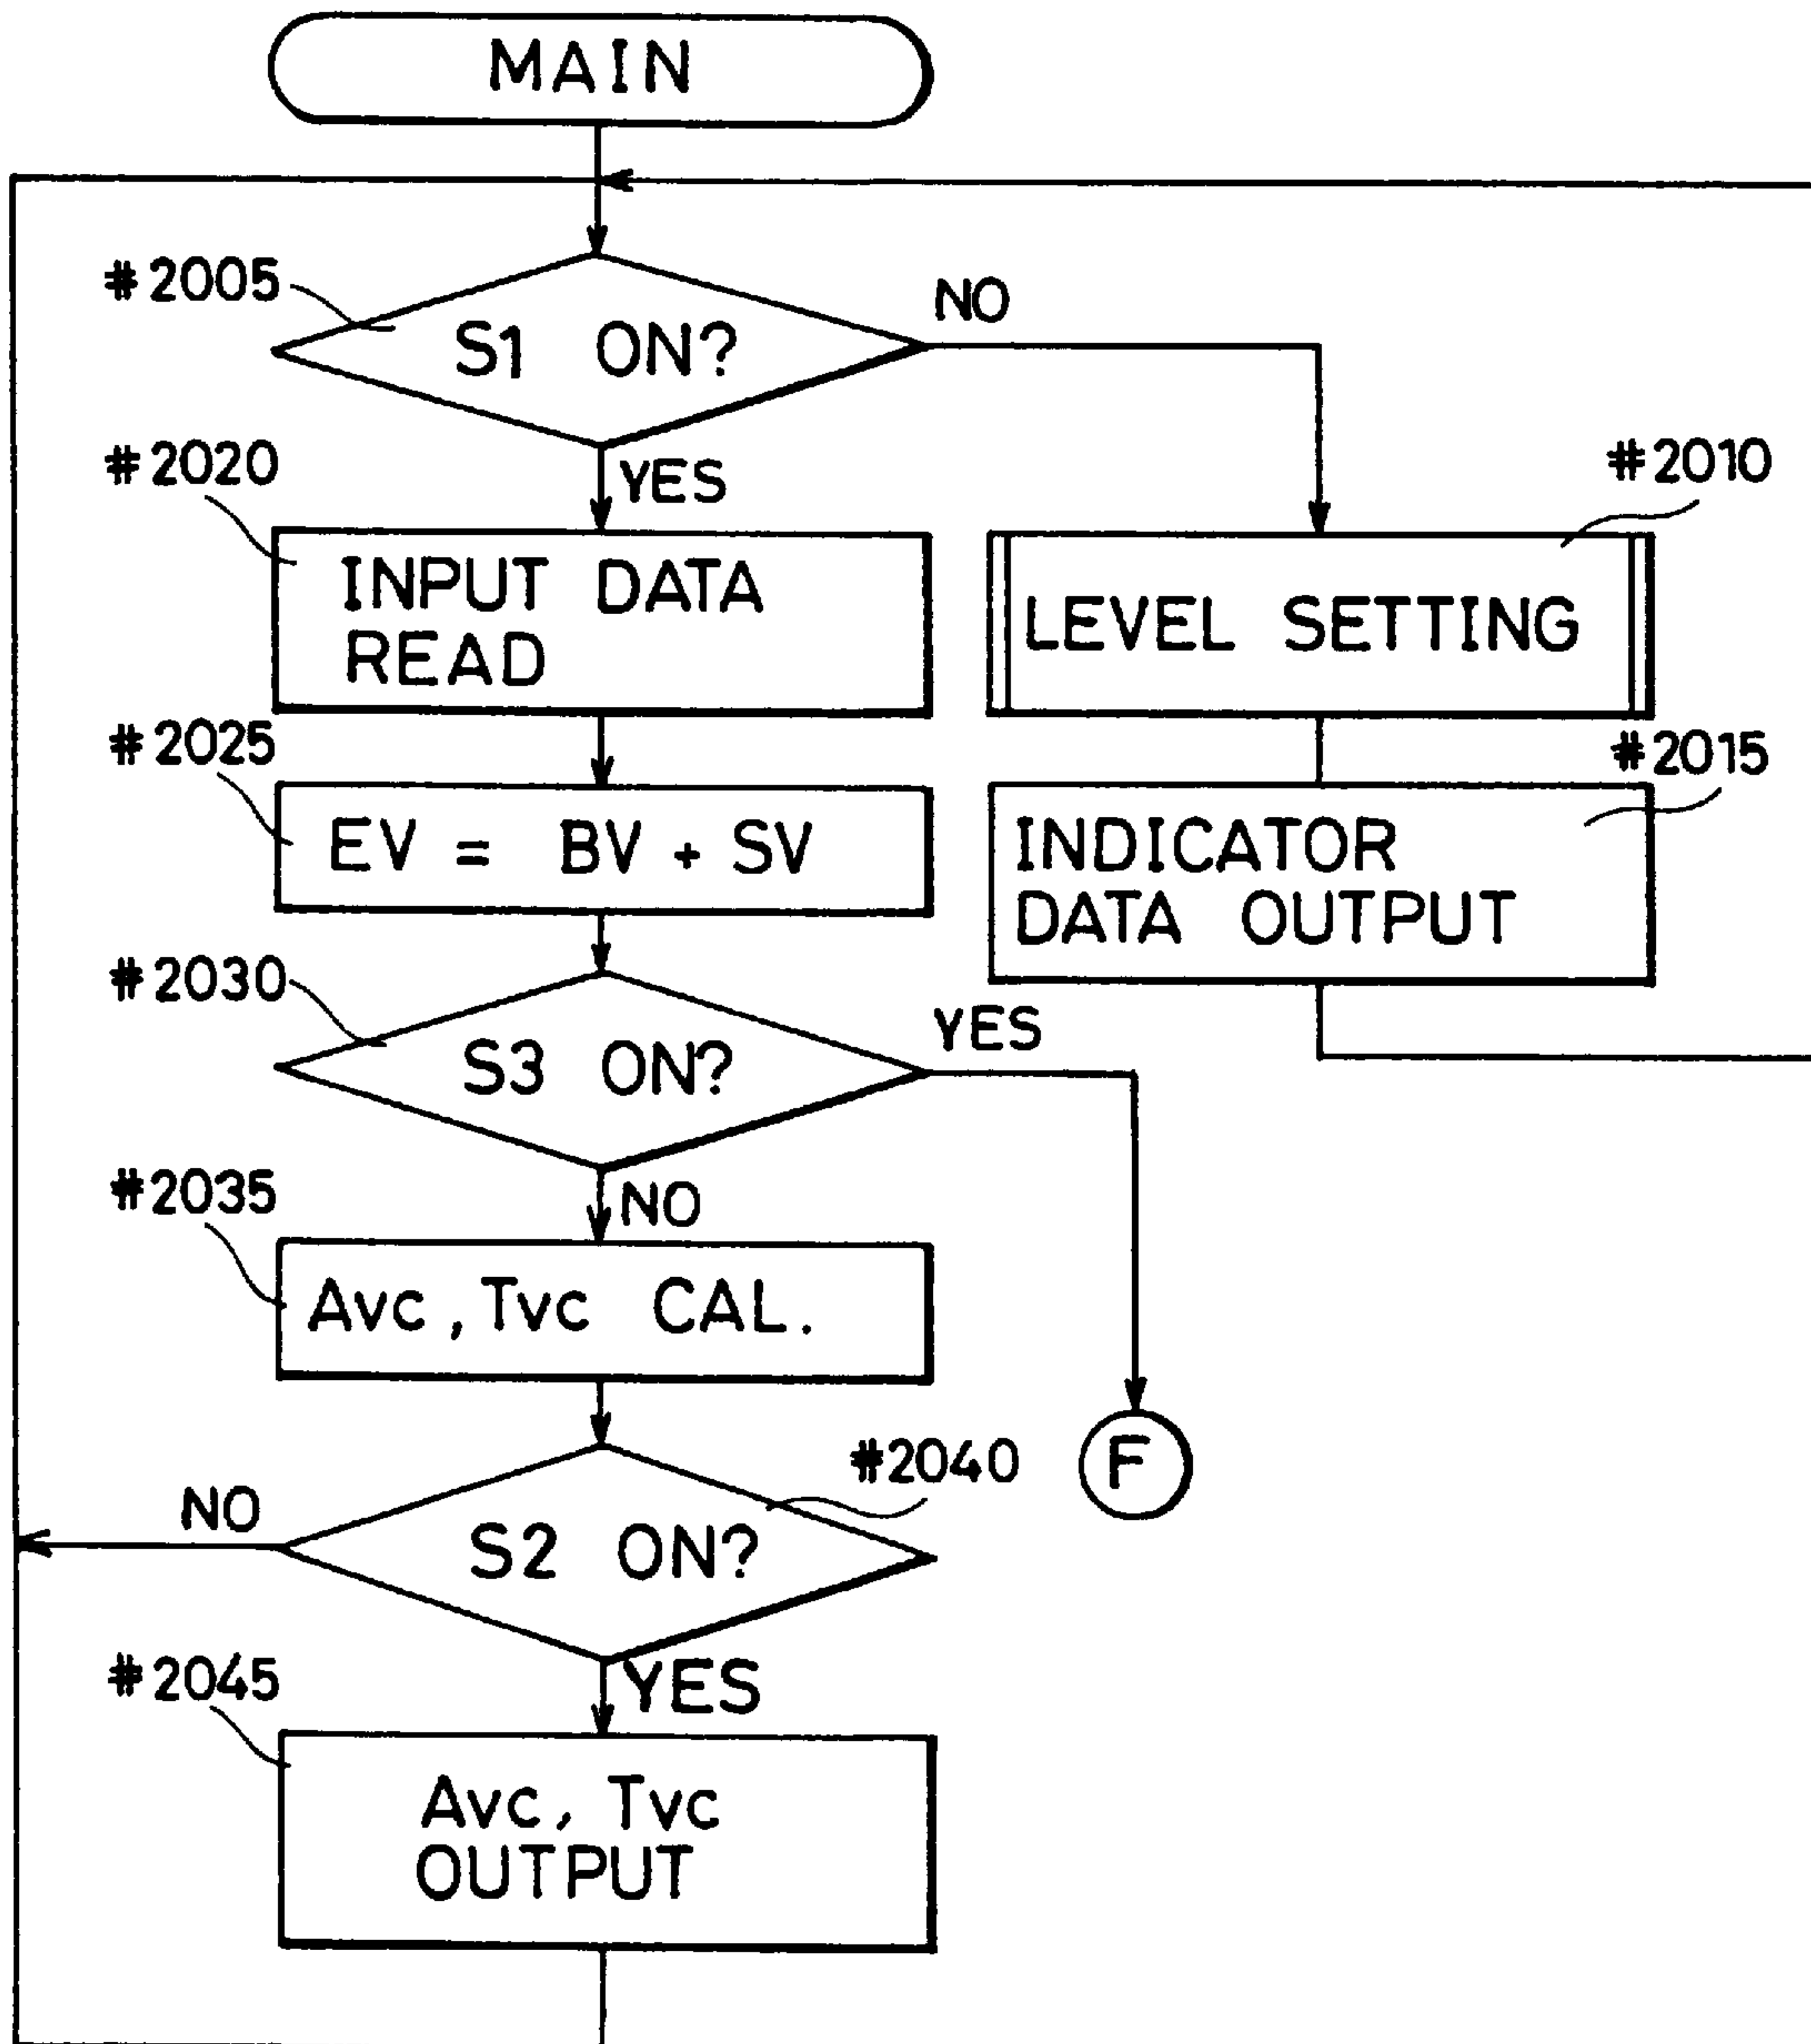 MAIN
#2005
S1 ON?
NO
YES
#2020
INPUT DATA
READ
#2010
LEVEL SETTING
#2025
EV = BV + SV
#2015
INDICATOR
DATA OUTPUT
#2030
S3 ON?
YES
NO
#2035
Avc, Tvc CAL.
F
#2040
S2 ON?
NO
YES
#2045
Avc, Tvc
OUTPUT